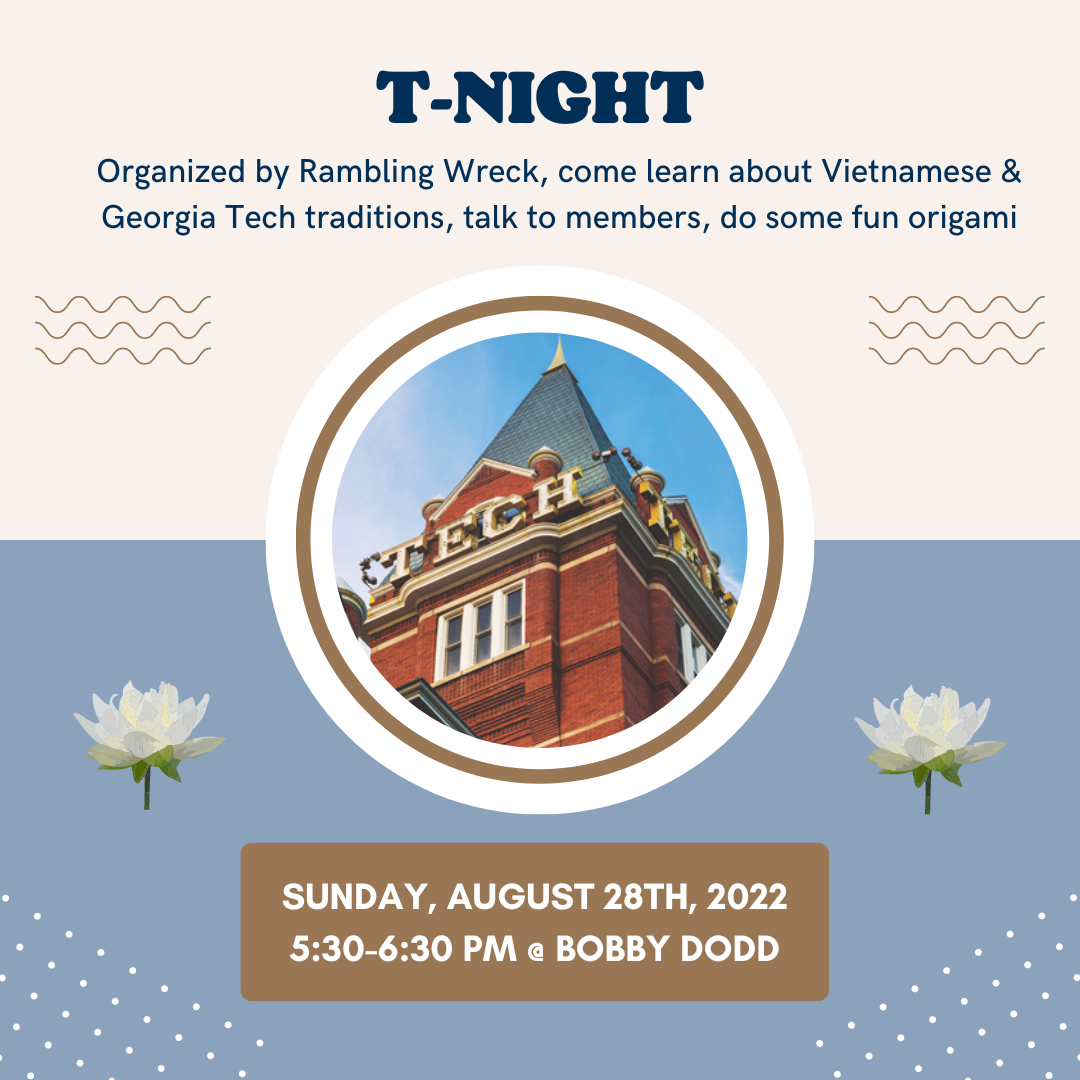 T-NIGHT
Organized by Rambling Wreck, come learn about Vietnamese &
Georgia Tech traditions, talk to members, do some fun origami
TECH
SUNDAY, AUGUST 28TH, 2022
5:30-6:30 PM @ BOBBY DODD